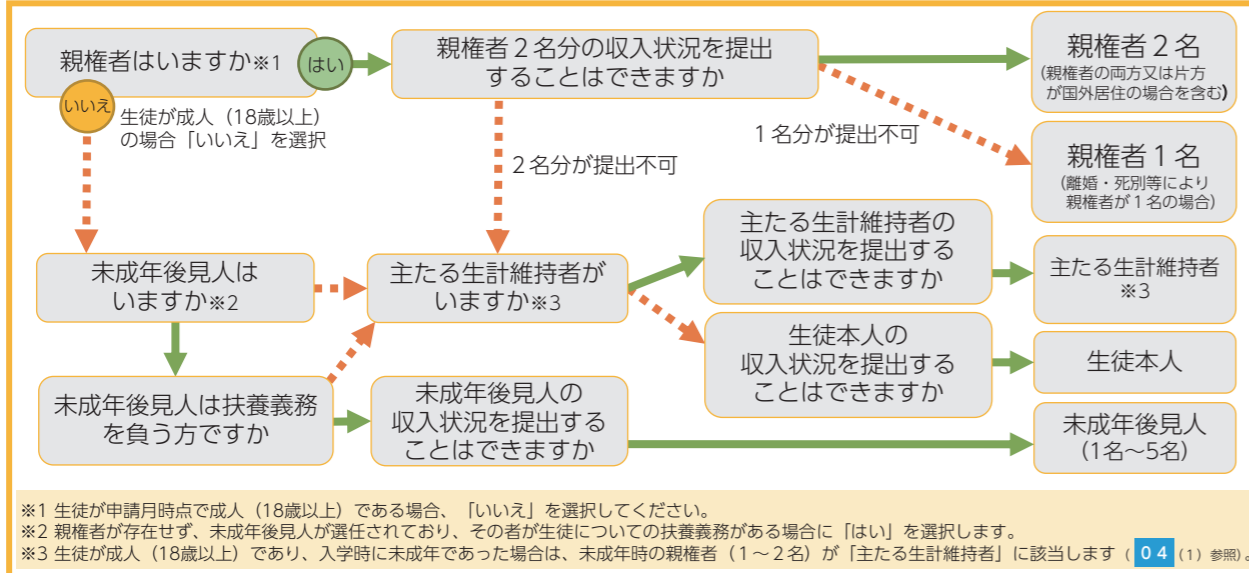 親権者はいますか※1
はい
いいえ
生徒が成人（18歳以上）
の場合「いいえ」を選択
親権者２名分の収入状況を提出
することはできますか
親権者２名
(親権者の両方又は片方
が国外居住の場合を含む)
１名分が提出不可
２名分が提出不可
親権者１名
(離婚・死別等により
親権者が１名の場合)
未成年後見人は
いますか※2
主たる生計維持者が
いますか※3
主たる生計維持者の
収入状況を提出する
ことはできますか
主たる生計維持者
※3
生徒本人の
収入状況を提出する
ことはできますか
生徒本人
未成年後見人は扶養義務
を負う方ですか
未成年後見人の
収入状況を提出する
ことはできますか
未成年後見人
(1名～5名)
※1 生徒が申請月時点で成人（18歳以上）である場合、「いいえ」を選択してください。
※2 親権者が存在せず、未成年後見人が選任されており、その者が生徒についての扶養義務がある場合に「はい」を選択します。
※3 生徒が成人（18歳以上）であり、入学時に未成年であった場合は、未成年時の親権者（１～２名）が「主たる生計維持者」に該当します（ 04 (1) 参照）。